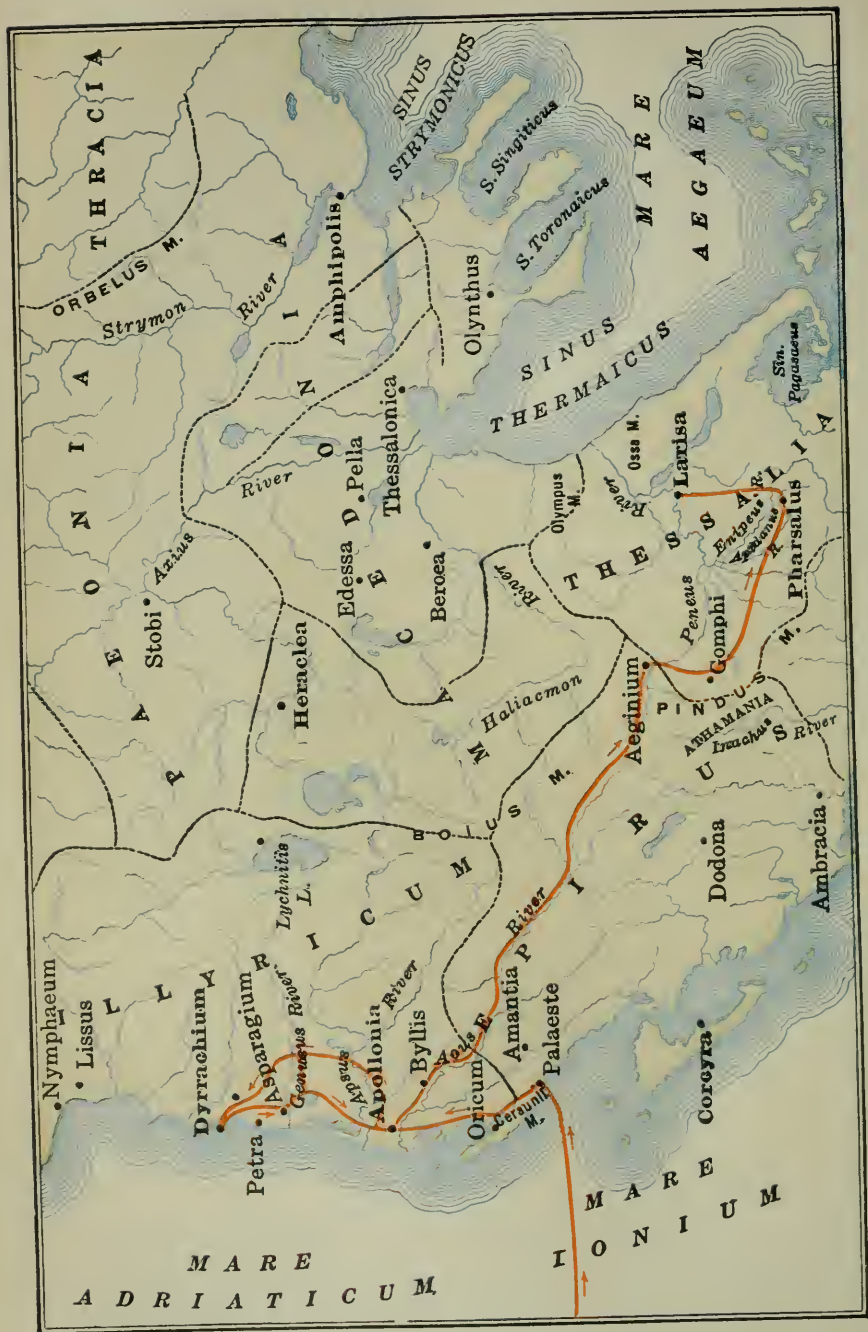 THRACIA
ORBELUS M.
Strymon River
PAEONIA
Axius River
Stobi
Heraclea
MACEDONIA
Amphipolis
SINUS
STRYMONICUS
S. Singiticus
S. Toronaicus
Olynthus
Pella
Edessa
Thessalonica
Beroea
SINUS
THERMAICUS
MARE
AEGAEUM
Nymphaeum
Lissus
ILLARICUM
Lychnitis
L.
Dyrrachium
Asparagium
Petra
Genusus River
Apsus River
Apollonia
Byllis
BOIUS M.
Haliacmon River
Olympus
M.
Ossa M.
Larisa
THESSALIA
River
Peneus
Enipeus R.
R.
Pharsalus
Sin.
Pagasaeus
Aeginium
Gomphi
PINDUS M.
ATHAMANIA
Inachus River
EPIRUS
Aous River
Amantia
Oricum
Ceraunii
M.
Palaeste
Dodona
Ambracia
Corcyra
MARE
ADRIATICUM
MARE
IONIUM